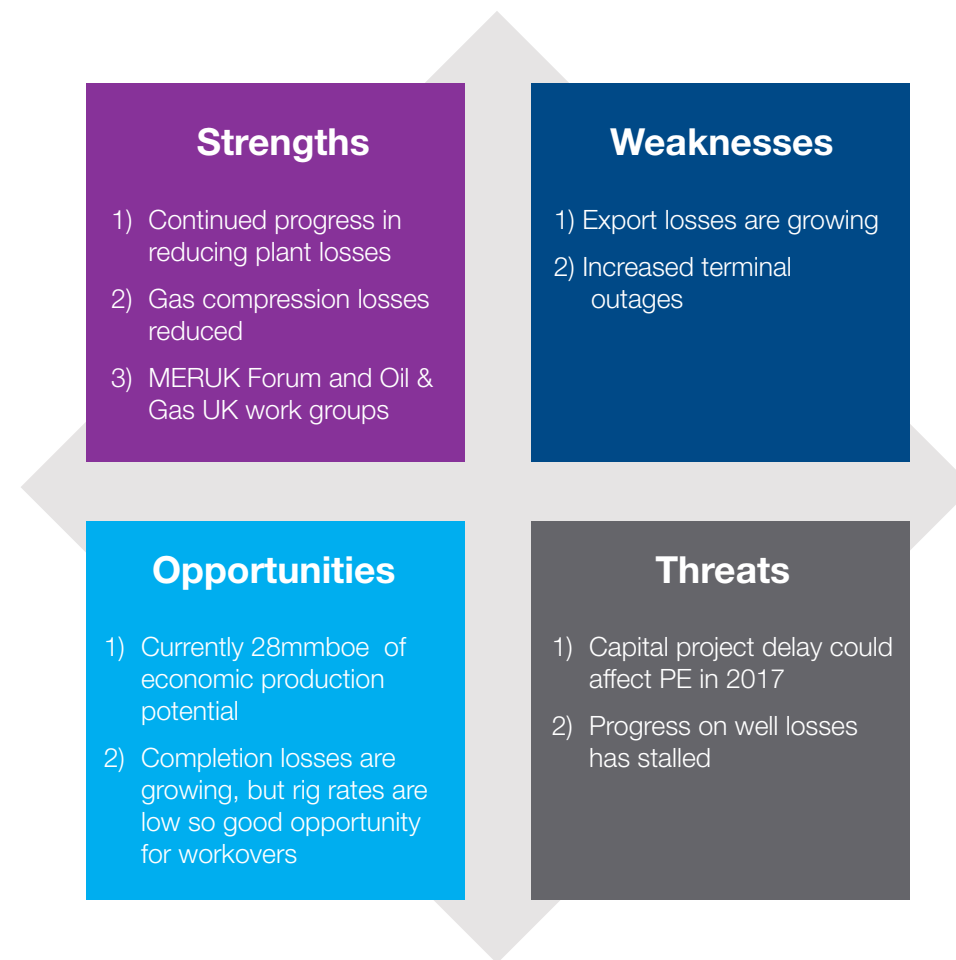 Strengths
1) Continued progress in
reducing plant losses
2) Gas compression losses
reduced
3) MERUK Forum and Oil &
Gas UK work groups
Weaknesses
1) Export losses are growing
2) Increased terminal
outages
Opportunities
1) Currently 28mmboe of
economic production
potential
2) Completion losses are
growing, but rig rates are
low so good opportunity
for workovers
Threats
1) Capital project delay could
affect PE in 2017
2) Progress on well losses
has stalled